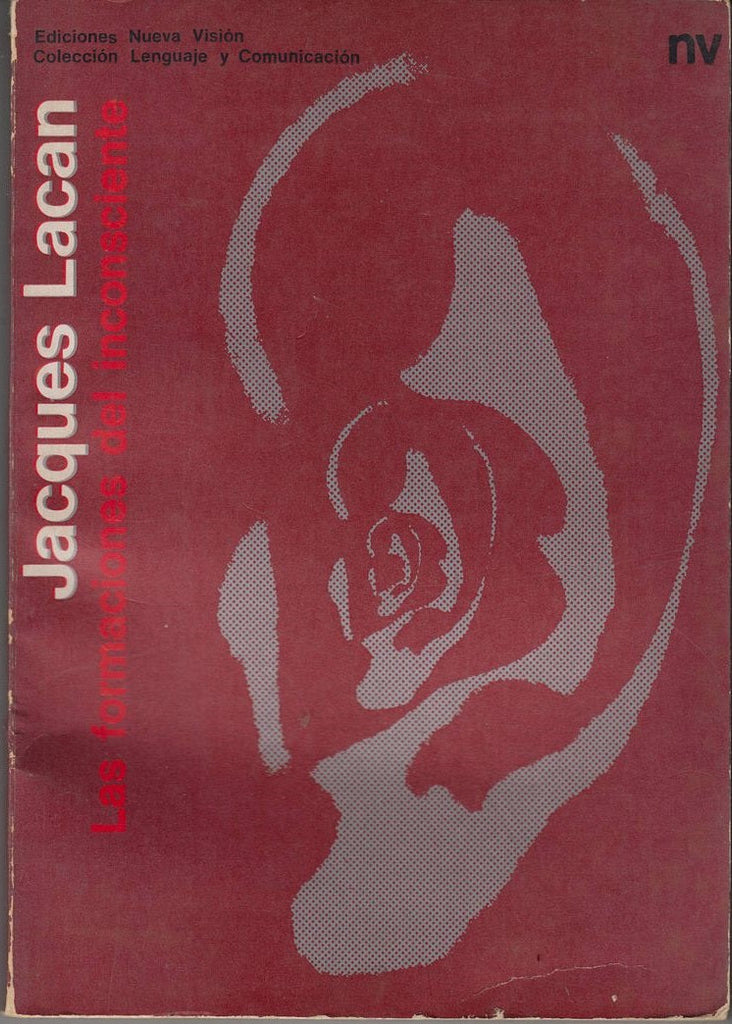 Ediciones Nueva Visión
Colección Lenguaje y Comunicación
nv
Jacques Lacan
Las formaciones del inconsciente